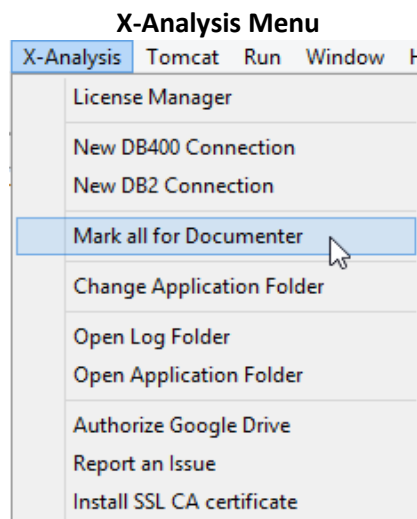 X-Analysis Menu
X-Analysis Tomcat Run Window H
License Manager
New DB400 Connection
New DB2 Connection
Mark all for Documenter
Change Application Folder
Open Log Folder
Open Application Folder
Authorize Google Drive
Report an Issue
Install SSL CA certificate